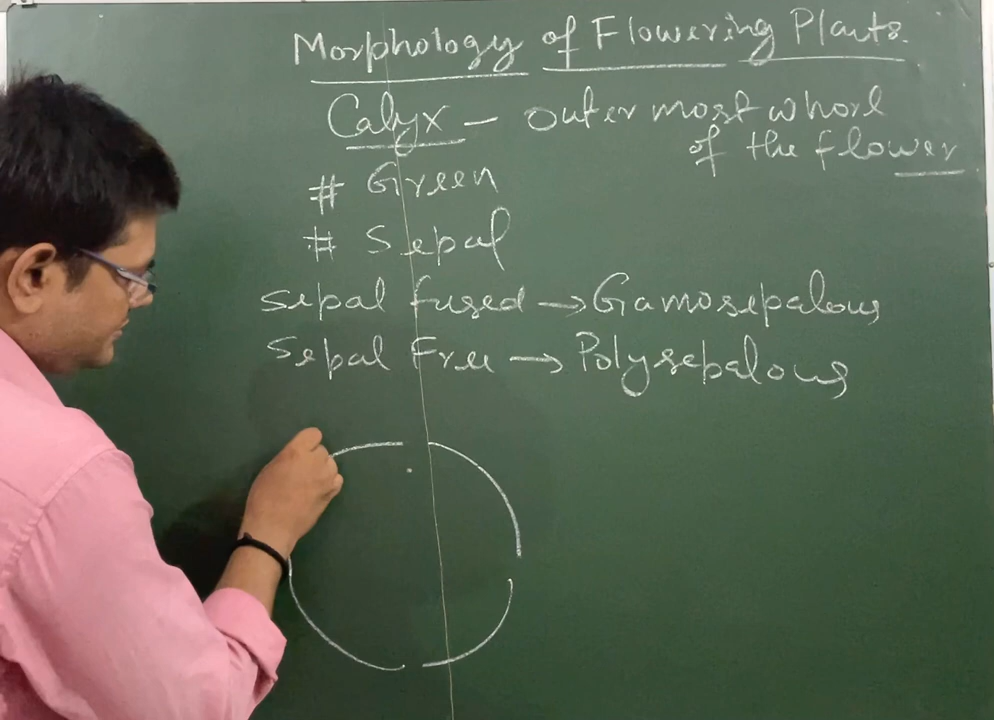 Morphology of Flowering Plants.
Calyx - outer most whorl
of the flower
# Green
# Sepal
Sepal fused → Gamosepalous
Sepal Free → Polysepalous